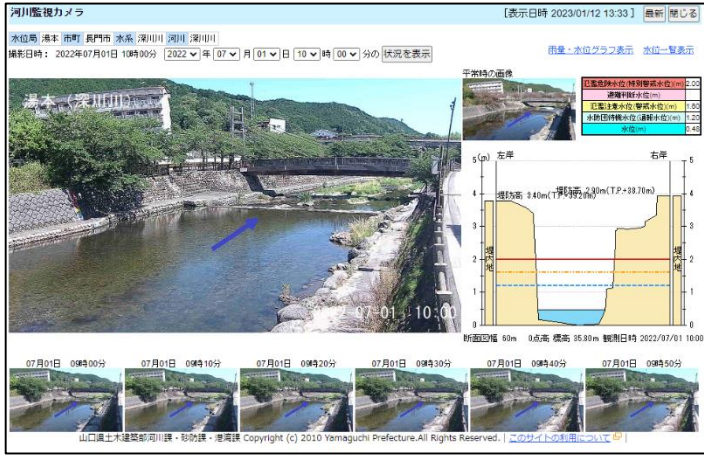 河川監視カメラ
[表示日時 2023/01/12 13:33] 最新 閉じる
水位局 湯本 市町 長門市 水系 深川川 河川 深川川
撮影日時: 2022年07月01日 10時00分 2022 年 07 月 01 日 10 時 00 分の 状況を表示
雨量・水位グラフ表示 水位一覧表示
湯本(深川川)
2022-07-01 10:00
平常時の画像
氾濫危険水位(特別警戒水位)(m) 2.00
避難判断水位(m)
氾濫注意水位(警戒水位)(m) 1.60
水防団待機水位(通報水位)(m) 1.20
水位(m) 0.48
(m) 左岸 右岸
堤防高 3.40m(T.P.+39.20m)
堤防高 2.90m(T.P.+38.70m)
堤内地
堤内地
5
4
3
2
1
0
5
4
3
2
1
0
断面図幅 60m 0点高 標高 35.80m 観測日時 2022/07/01 10:00
07月01日 09時00分 07月01日 09時10分 07月01日 09時20分 07月01日 09時30分 07月01日 09時40分 07月01日 09時50分
山口県土木建築部河川課・砂防課・港湾課 Copyright (c) 2010 Yamaguchi Prefecture.All Rights Reserved. | このサイトの利用について |